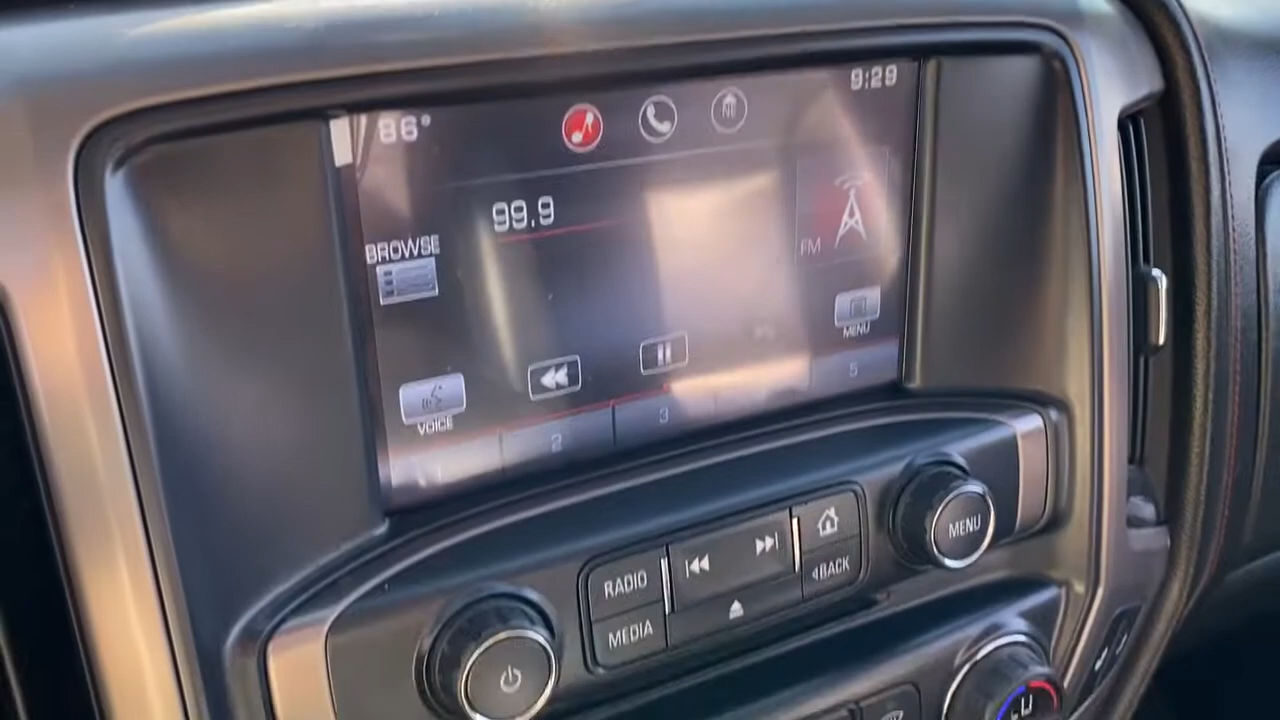 86°
9:29
99.9
BROWSE
FM
MENU
VOICE
2
3
5
RADIO
MEDIA
BACK
MENU